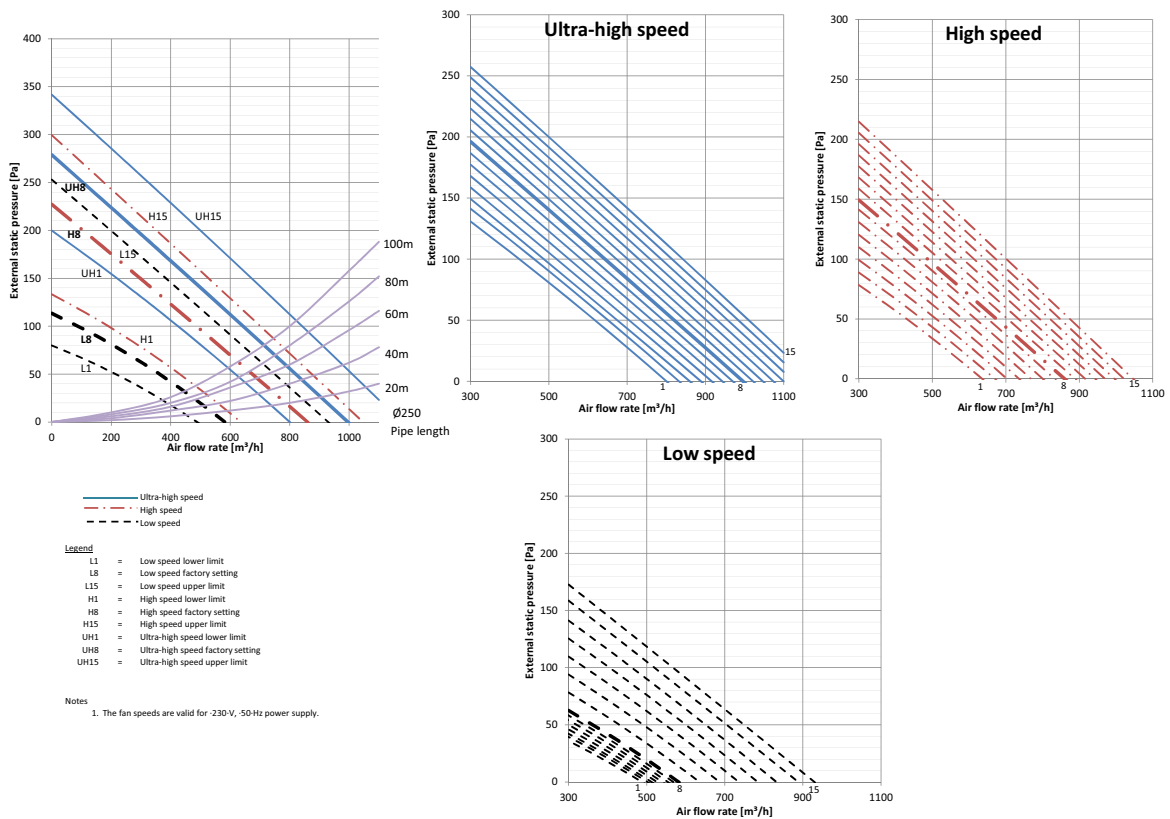 400
350
300
250
200
150
100
50
0
External static pressure [Pa]
UH8
H8
UH1
L15
H15
UH15
H1
L8
L1
100m
80m
60m
40m
20m
Ø250
Pipe length
0 200 400 600 800 1000
Air flow rate [m³/h]
Ultra-high speed
300
250
200
150
100
50
0
External static pressure [Pa]
15
1 8
300 500 700 900 1100
Air flow rate [m³/h]
High speed
300
250
200
150
100
50
0
External static pressure [Pa]
1 8 15
300 500 700 900 1100
Air flow rate [m³/h]
Low speed
300
250
200
150
100
50
0
External static pressure [Pa]
1 8 15
300 500 700 900 1100
Air flow rate [m³/h]
Ultra-high speed
High speed
Low speed
Legend
L1 = Low speed lower limit
L8 = Low speed factory setting
L15 = Low speed upper limit
H1 = High speed lower limit
H8 = High speed factory setting
H15 = High speed upper limit
UH1 = Ultra-high speed lower limit
UH8 = Ultra-high speed factory setting
UH15 = Ultra-high speed upper limit
Notes
1. The fan speeds are valid for -230-V, -50-Hz power supply.